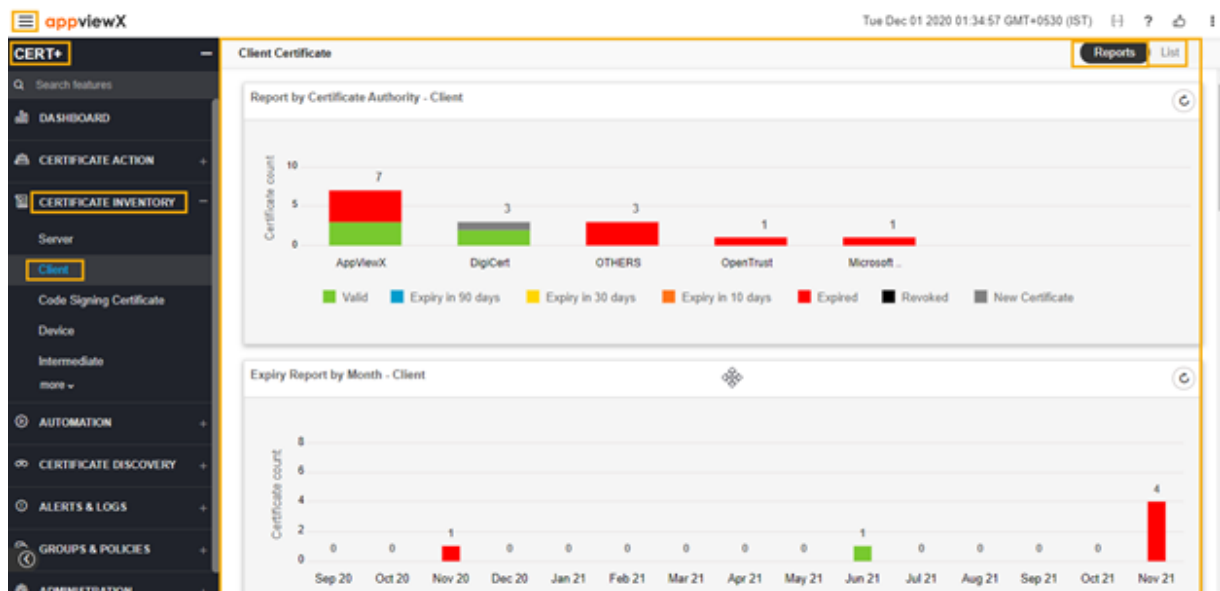 appviewX
Tue Dec 01 2020 01:34:57 GMT+0530 (IST)
?
CERT+
Client Certificate
Reports
List
Search features
DASHBOARD
CERTIFICATE ACTION +
CERTIFICATE INVENTORY −
Server
Client
Code Signing Certificate
Device
Intermediate
more
AUTOMATION +
CERTIFICATE DISCOVERY +
ALERTS & LOGS +
GROUPS & POLICIES +
ADMINISTRATION +
Report by Certificate Authority - Client
Certificate count
10
5
0
7
3
3
1
1
AppViewX
DigiCert
OTHERS
OpenTrust
Microsoft ..
Valid
Expiry in 90 days
Expiry in 30 days
Expiry in 10 days
Expired
Revoked
New Certificate
Expiry Report by Month - Client
Certificate count
8
6
4
2
0
0 0 1 0 0 0 0 0 0 1 0 0 0 0 4
Sep 20 Oct 20 Nov 20 Dec 20 Jan 21 Feb 21 Mar 21 Apr 21 May 21 Jun 21 Jul 21 Aug 21 Sep 21 Oct 21 Nov 21